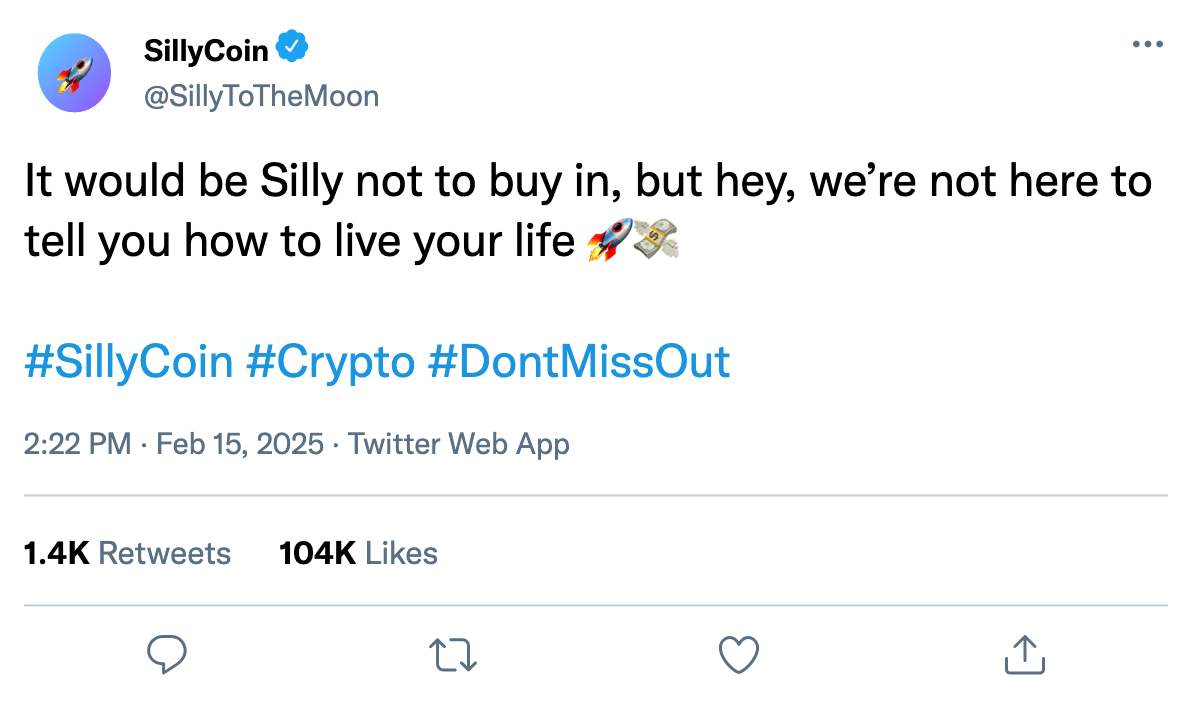 SillyCoin
@SillyToTheMoon
It would be Silly not to buy in, but hey, we’re not here to
tell you how to live your life 🚀💸
#SillyCoin #Crypto #DontMissOut
2:22 PM · Feb 15, 2025 · Twitter Web App
1.4K Retweets 104K Likes